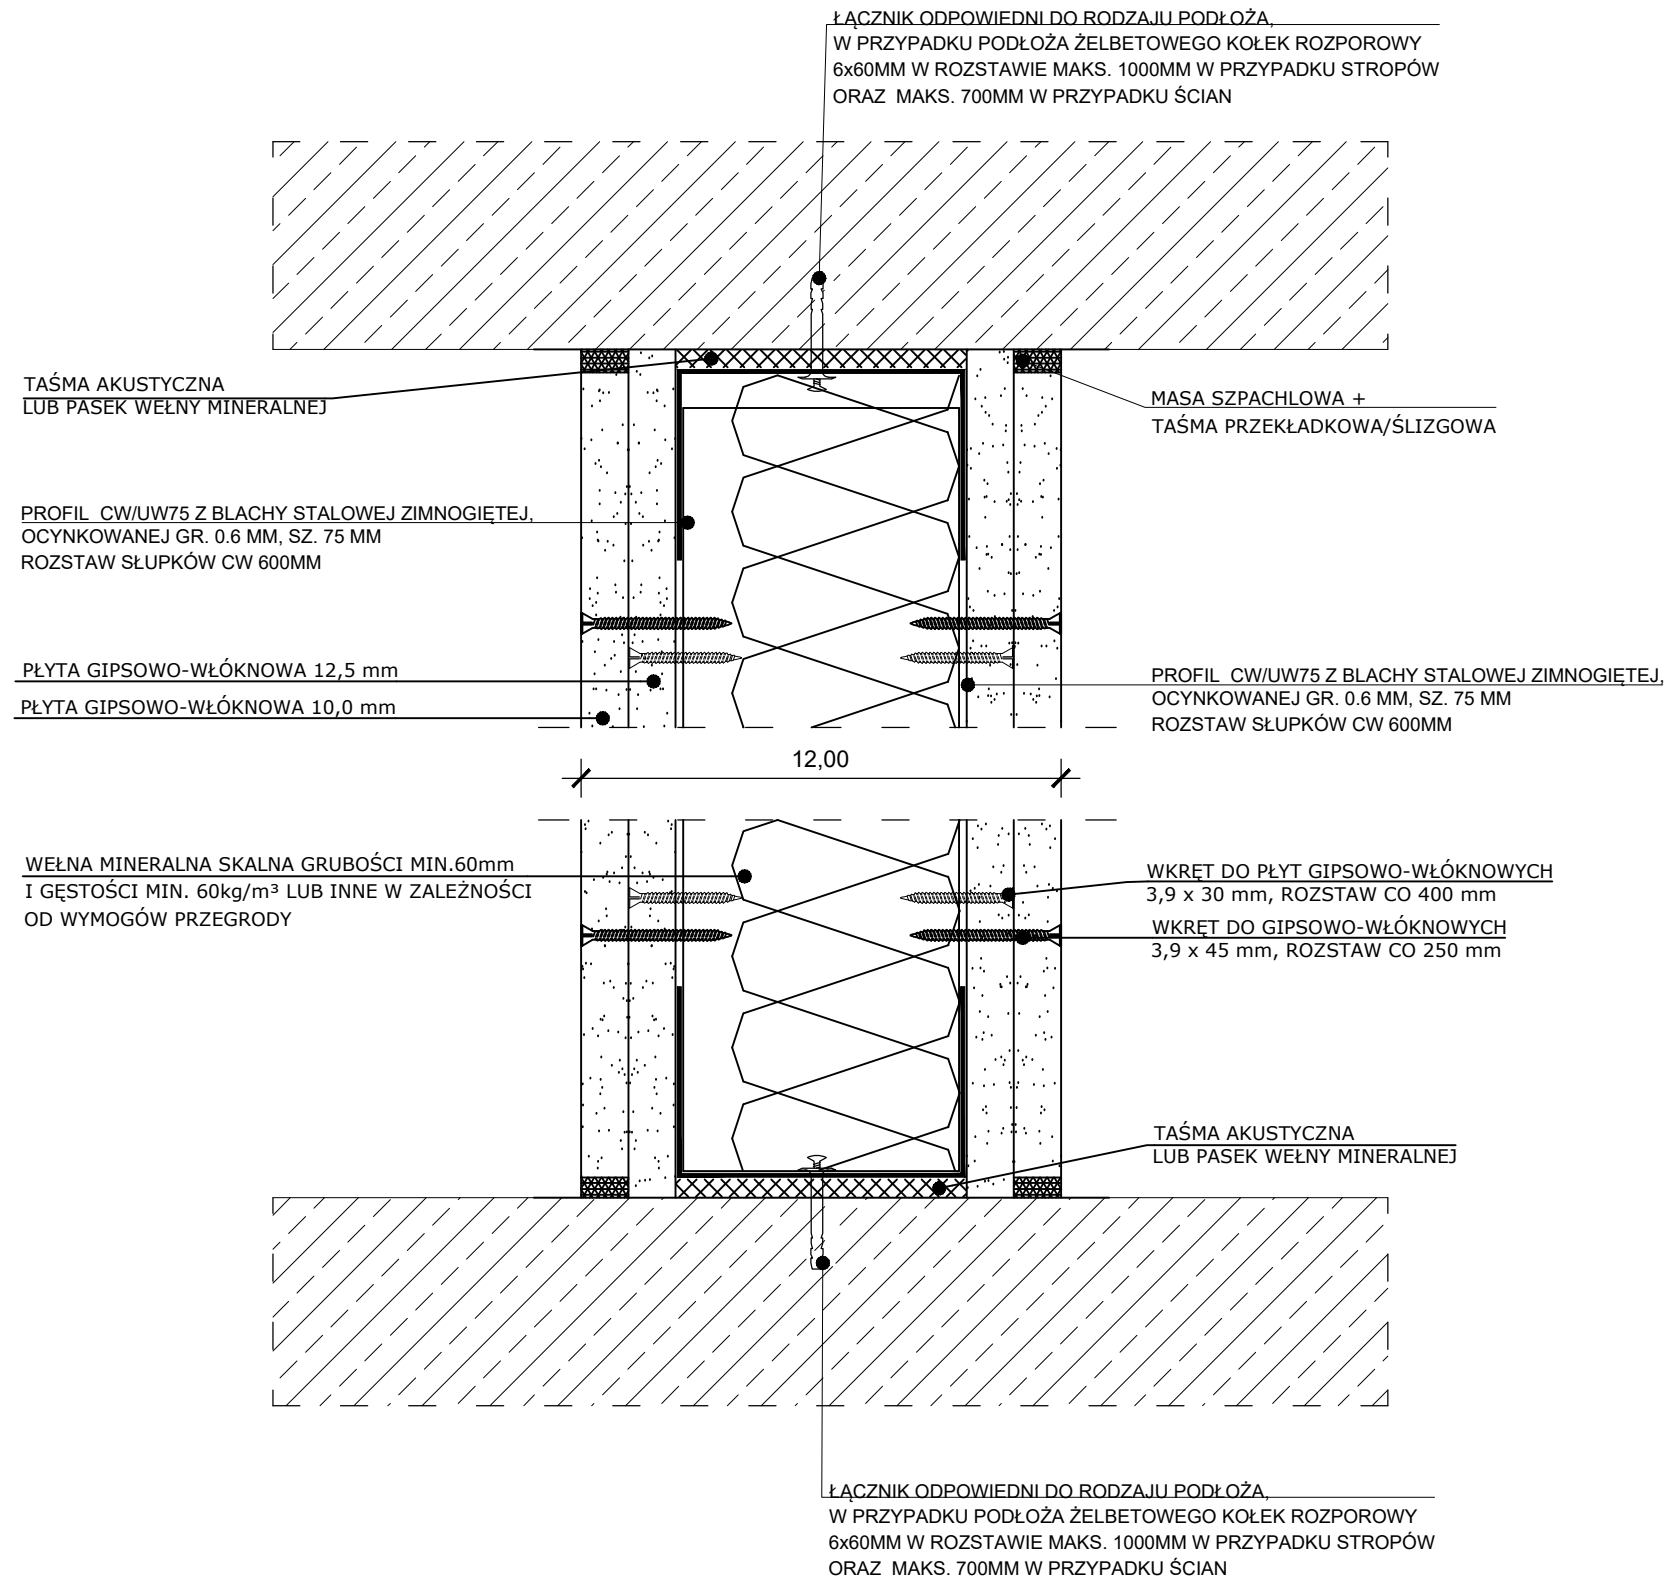 ŁĄCZNIK ODPOWIEDNI DO RODZAJU PODŁOŻA,
W PRZYPADKU PODŁOŻA ŻELBETOWEGO KOŁEK ROZPOROWY
6x60MM W ROZSTAWIE MAKS. 1000MM W PRZYPADKU STROPÓW
ORAZ MAKS. 700MM W PRZYPADKU ŚCIAN
TAŚMA AKUSTYCZNA
LUB PASEK WEŁNY MINERALNEJ
MASA SZPACHLOWA +
TAŚMA PRZEKŁADKOWA/ŚLIZGOWA
PROFIL CW/UW75 Z BLACHY STALOWEJ ZIMNOGIĘTEJ,
OCYNKOWANEJ GR. 0.6 MM, SZ. 75 MM
ROZSTAW SŁUPKÓW CW 600MM
PŁYTA GIPSOWO-WŁÓKNOWA 12,5 mm
PŁYTA GIPSOWO-WŁÓKNOWA 10,0 mm
PROFIL CW/UW75 Z BLACHY STALOWEJ ZIMNOGIĘTEJ,
OCYNKOWANEJ GR. 0.6 MM, SZ. 75 MM
ROZSTAW SŁUPKÓW CW 600MM
12,00
WEŁNA MINERALNA SKALNA GRUBOŚCI MIN.60mm
I GĘSTOŚCI MIN. 60kg/m³ LUB INNE W ZALEŻNOŚCI
OD WYMOGÓW PRZEGRODY
WKRĘT DO PŁYT GIPSOWO-WŁÓKNOWYCH
3,9 x 30 mm, ROZSTAW CO 400 mm
WKRĘT DO GIPSOWO-WŁÓKNOWYCH
3,9 x 45 mm, ROZSTAW CO 250 mm
TAŚMA AKUSTYCZNA
LUB PASEK WEŁNY MINERALNEJ
ŁĄCZNIK ODPOWIEDNI DO RODZAJU PODŁOŻA,
W PRZYPADKU PODŁOŻA ŻELBETOWEGO KOŁEK ROZPOROWY
6x60MM W ROZSTAWIE MAKS. 1000MM W PRZYPADKU STROPÓW
ORAZ MAKS. 700MM W PRZYPADKU ŚCIAN